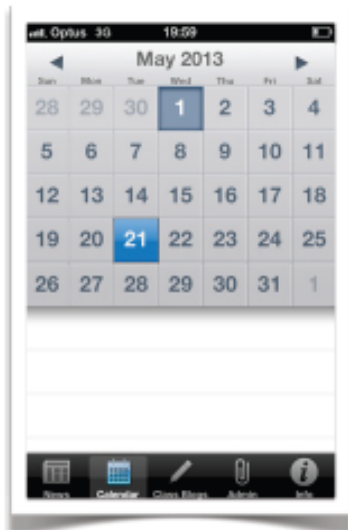 Optus 3G 19:59
May 2013
Sun Mon Tue Wed Thu Fri Sat
28 29 30 1 2 3 4
5 6 7 8 9 10 11
12 13 14 15 16 17 18
19 20 21 22 23 24 25
26 27 28 29 30 31 1
News Calendar Class Blogs Admin Info